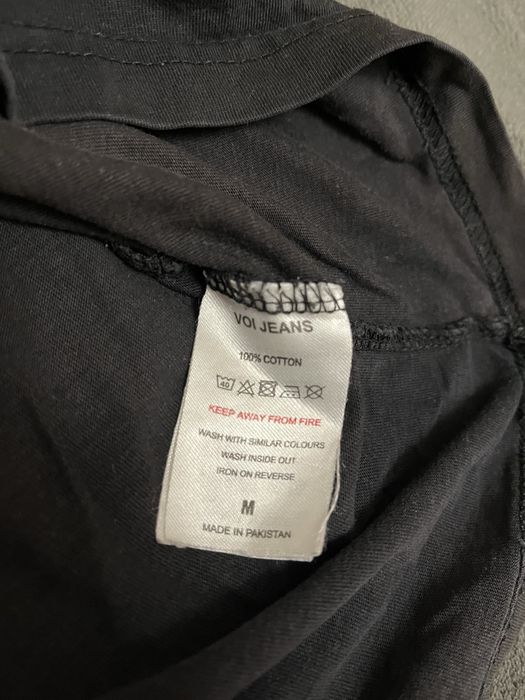 VOI JEANS
100% COTTON
40
KEEP AWAY FROM FIRE
WASH WITH SIMILAR COLOURS
WASH INSIDE OUT
IRON ON REVERSE
M
MADE IN PAKISTAN